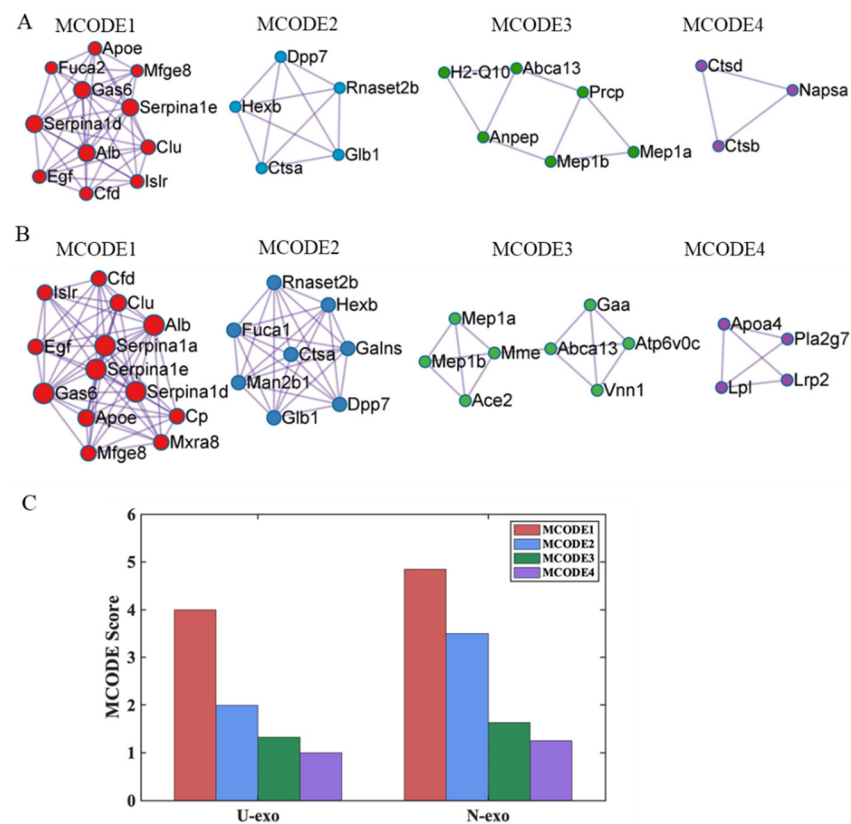 A
MCODE1
MCODE2
MCODE3
MCODE4
Apoe
Fuca2
Mfge8
Gas6
Serpina1e
Serpina1d
Clu
Alb
Egf
Islr
Cfd
Dpp7
Rnaset2b
Hexb
Glb1
Ctsa
H2-Q10
Abca13
Prcp
Anpep
Mep1b
Mep1a
Ctsd
Napsa
Ctsb
B
MCODE1
MCODE2
MCODE3
MCODE4
Cfd
Islr
Clu
Alb
Egf
Serpina1a
Serpina1e
Gas6
Serpina1d
Apoe
Cp
Mxra8
Mfge8
Rnaset2b
Hexb
Fuca1
Ctsa
Galns
Man2b1
Dpp7
Glb1
Mep1a
Mep1b
Mme
Ace2
Gaa
Abca13
Atp6v0c
Vnn1
Apoa4
Pla2g7
Lpl
Lrp2
C
MCODE Score
6
5
4
3
2
1
0
MCODE1
MCODE2
MCODE3
MCODE4
U-exo
N-exo